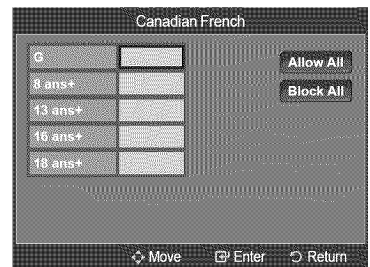 Canadian French
G
Allow All
8 ans+
Block All
13 ans+
16 ans+
18 ans+
Move Enter Return